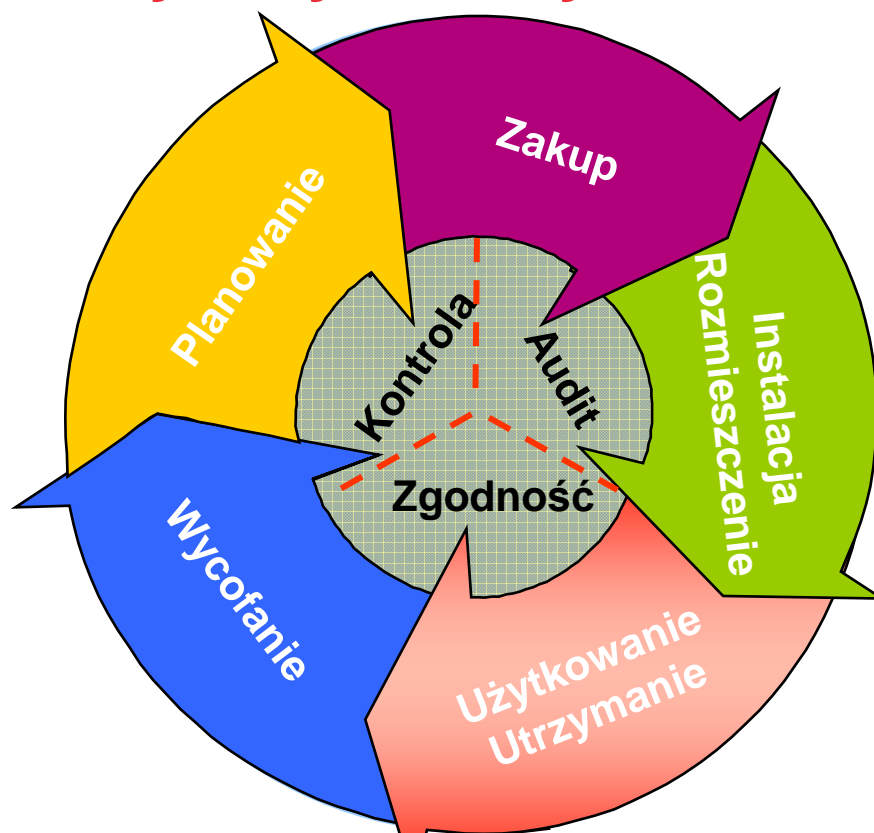 Zakup
Planowanie
Instalacja
Rozmieszczenie
Kontrola
Audit
Zgodność
Użytkowanie
Utrzymanie
Wycofanie